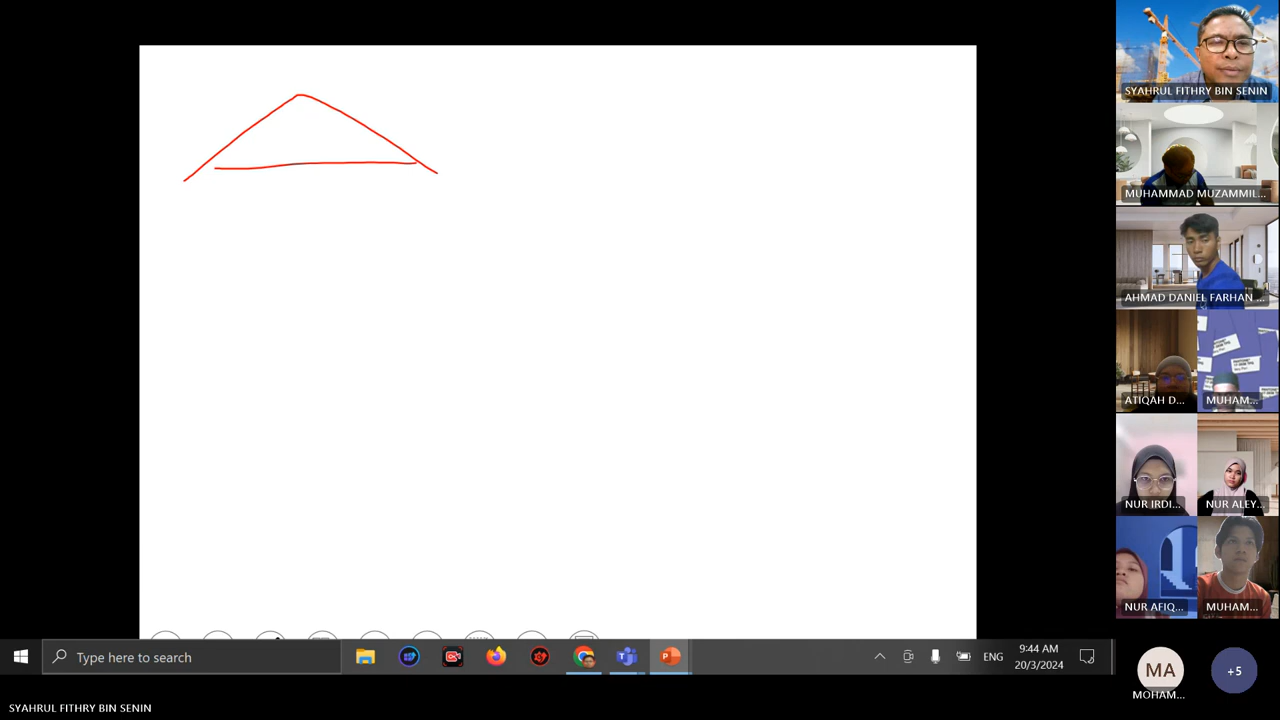 SYAHRUL FITHRY BIN SENIN
MUHAMMAD MUZAMMIL...
AHMAD DANIEL FARHAN ...
ATIQAH D...
MUHAM...
NUR IRDI...
NUR ALEY...
NUR AFIQ...
MUHAM...
Type here to search
ENG
9:44 AM
20/3/2024
MA
MOHAM...
+5
SYAHRUL FITHRY BIN SENIN